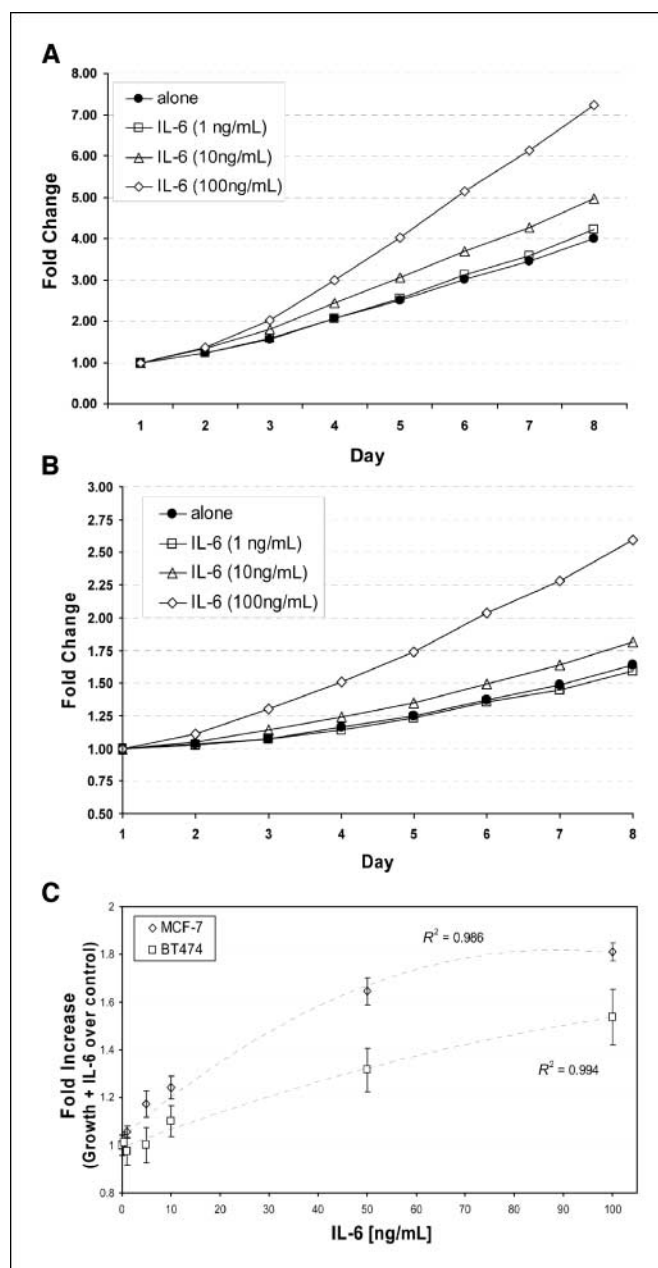 A
8.00
7.00
6.00
5.00
4.00
3.00
2.00
1.00
0.00
Fold Change
alone
IL-6 (1 ng/mL)
IL-6 (10ng/mL)
IL-6 (100ng/mL)
1 2 3 4 5 6 7 8
Day
B
3.00
2.75
2.50
2.25
2.00
1.75
1.50
1.25
1.00
0.75
0.50
Fold Change
alone
IL-6 (1 ng/mL)
IL-6 (10ng/mL)
IL-6 (100ng/mL)
1 2 3 4 5 6 7 8
Day
C
2
1.8
1.6
1.4
1.2
1
0.8
Fold Increase
(Growth + IL-6 over control)
MCF-7
BT474
R² = 0.986
R² = 0.994
0 10 20 30 40 50 60 70 80 90 100
IL-6 [ng/mL]